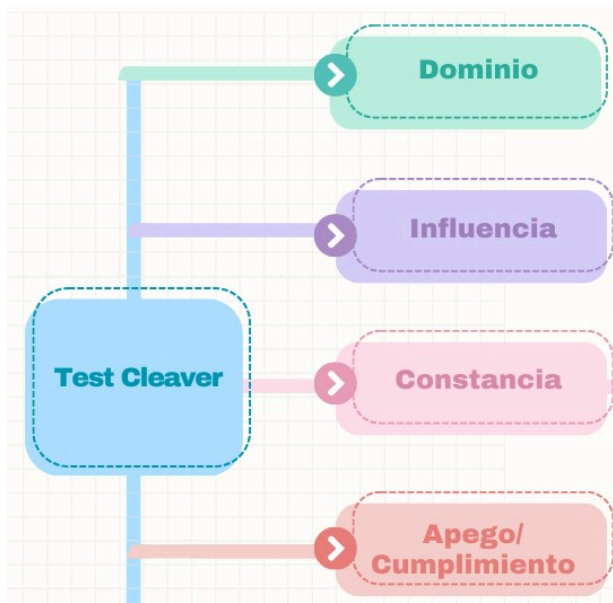 Dominio
Influencia
Test Cleaver
Constancia
Apego/
Cumplimiento